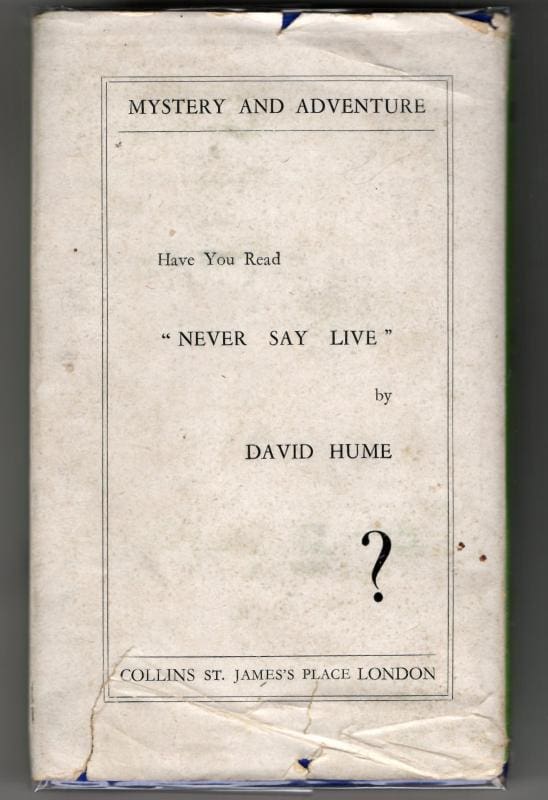 MYSTERY AND ADVENTURE
Have You Read
“ NEVER SAY LIVE ”
by
DAVID HUME
?
COLLINS ST. JAMES'S PLACE LONDON